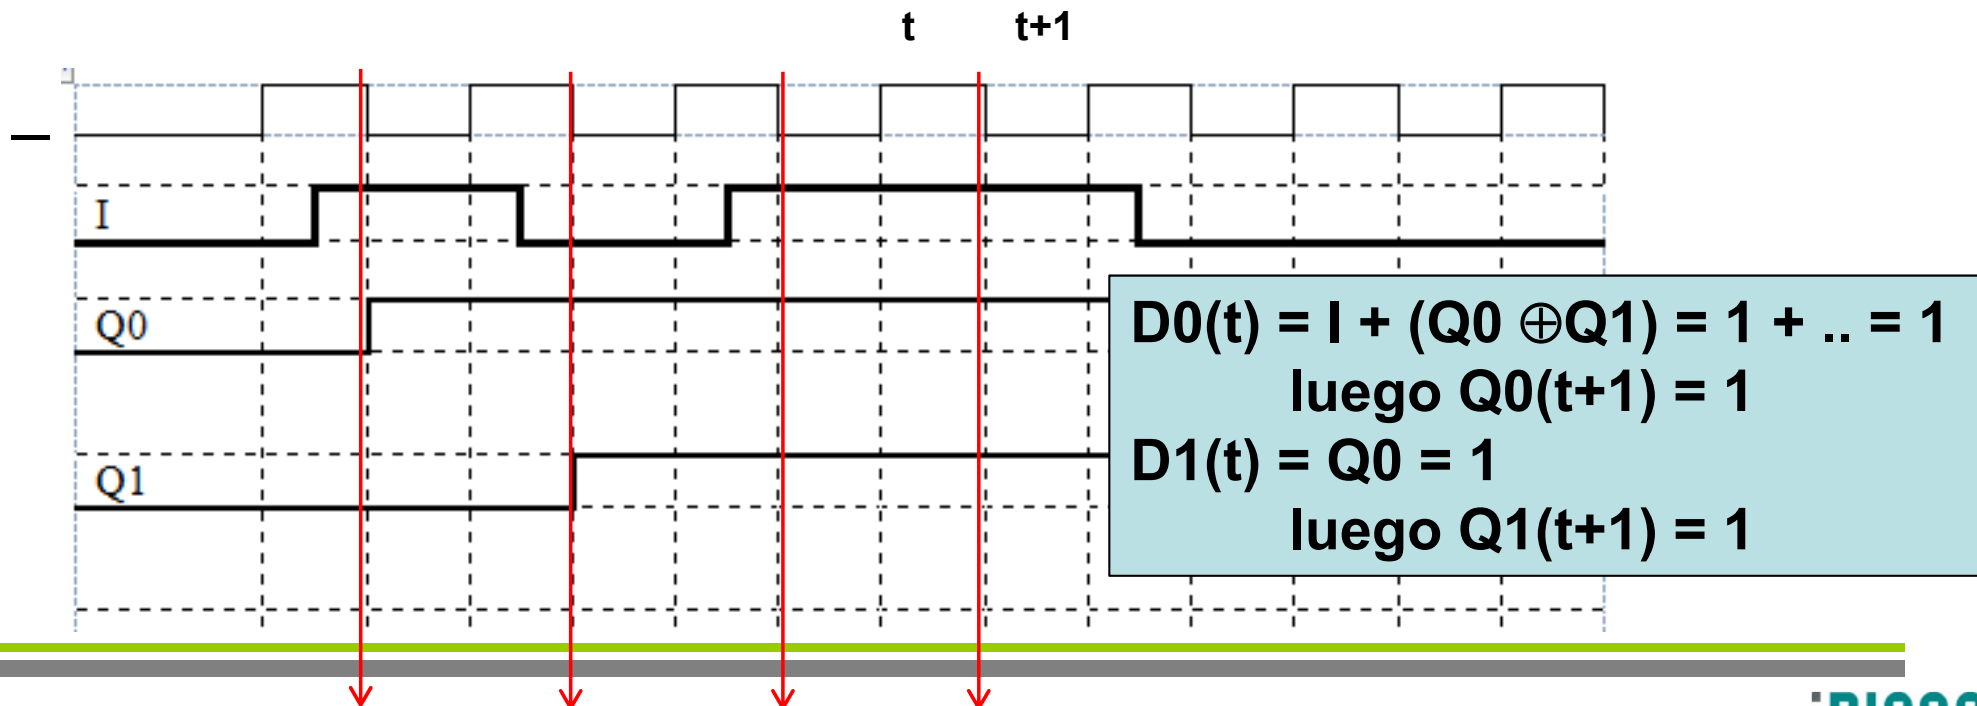 t t+1
I
Q0
Q1
D0(t) = I + (Q0 ⊕Q1) = 1 + .. = 1
luego Q0(t+1) = 1
D1(t) = Q0 = 1
luego Q1(t+1) = 1